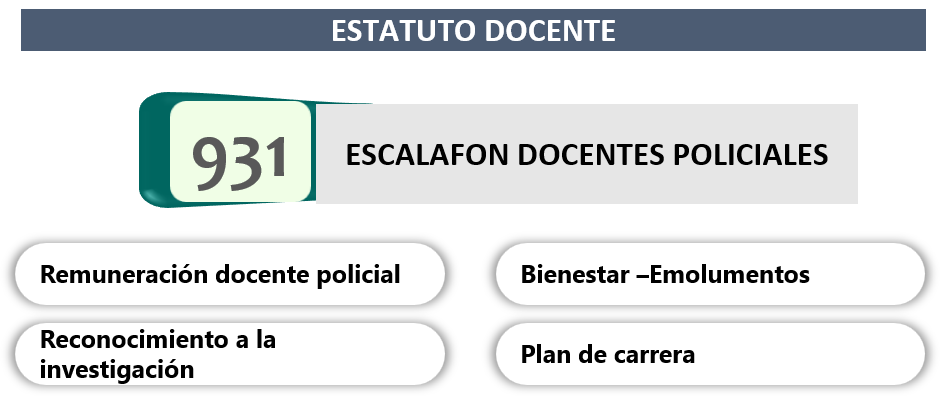 ESTATUTO DOCENTE
931
ESCALAFON DOCENTES POLICIALES
Remuneración docente policial
Bienestar –Emolumentos
Reconocimiento a la
investigación
Plan de carrera